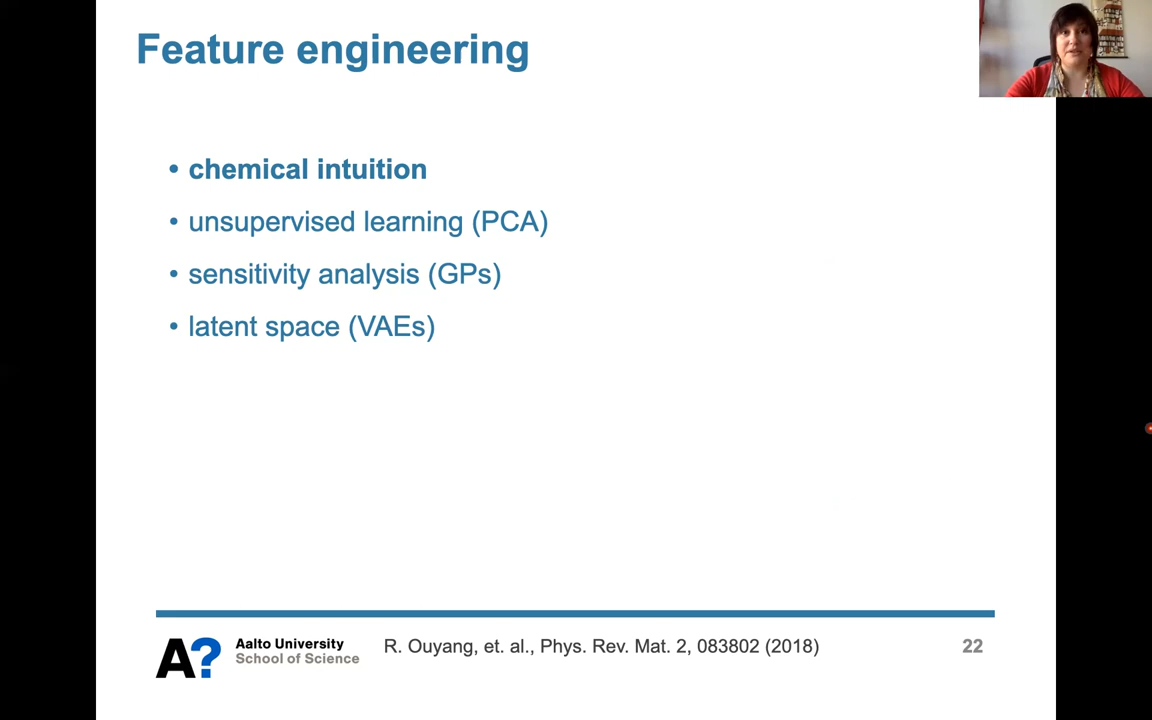 Feature engineering
• chemical intuition
• unsupervised learning (PCA)
• sensitivity analysis (GPs)
• latent space (VAEs)
A?
Aalto University
School of Science
R. Ouyang, et. al., Phys. Rev. Mat. 2, 083802 (2018)
22